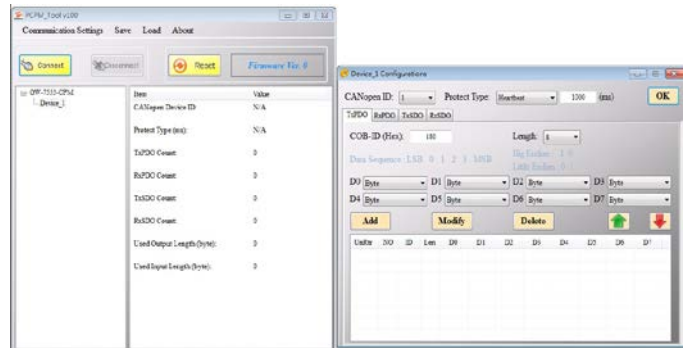 PCPM_Tool v1.00
Communication Settings Save Load About
Connect Disconnect Reset Firmware Ver. 0
GW-7533-CPM
Device_1
Item Value
CANopen Device ID: N/A
Protect Type (ms): N/A
TxPDO Count: 0
RxPDO Count: 0
TxSDO Count: 0
RxSDO Count: 0
Used Output Length (byte): 0
Used Input Length (byte): 0
Device_1 Configurations
CANopen ID: 1 Protect Type: Heartbeat 1500 (ms) OK
TxPDO RxPDO TxSDO RxSDO
COB-ID (Hex): 180 Length: 8
Data Sequence: LSB 0 1 2 3 MSB
Big Endian: 1 0
Little Endian: 0 1
D0 Byte D1 Byte D2 Byte D3 Byte
D4 Byte D5 Byte D6 Byte D7 Byte
Add Modify Delete
NO ID Len D0 D1 D2 D3 D4 D5 D6 D7